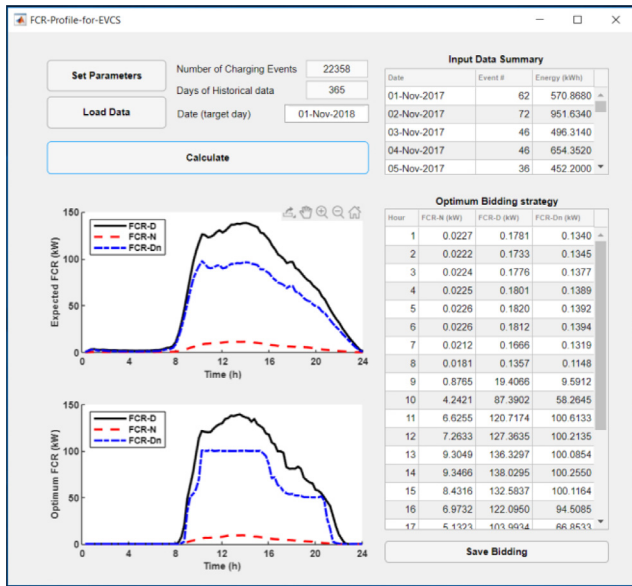 FCR-Profile-for-EVCS
Set Parameters
Load Data
Number of Charging Events 22358
Days of Historical data 365
Date (target day) 01-Nov-2018
Calculate
Input Data Summary
Date Event # Energy (kWh)
01-Nov-2017 62 570.8680
02-Nov-2017 72 951.6340
03-Nov-2017 46 496.3140
04-Nov-2017 46 654.3520
05-Nov-2017 36 452.2000
150
100
50
0
Expected FCR (kW)
FCR-D
FCR-N
FCR-Dn
0 4 8 12 16 20 24
Time (h)
150
100
50
0
Optimum FCR (kW)
FCR-D
FCR-N
FCR-Dn
0 4 8 12 16 20 24
Time (h)
Optimum Bidding strategy
Hour FCR-N (kW) FCR-D (kW) FCR-Dn (kW)
1 0.0227 0.1781 0.1340
2 0.0222 0.1733 0.1345
3 0.0224 0.1776 0.1377
4 0.0225 0.1801 0.1389
5 0.0226 0.1820 0.1392
6 0.0226 0.1812 0.1394
7 0.0212 0.1666 0.1319
8 0.0181 0.1357 0.1148
9 0.8765 19.4066 9.5912
10 4.2421 87.3902 58.2645
11 6.6255 120.7174 100.6133
12 7.2633 127.3635 100.2135
13 9.3049 136.3297 100.0854
14 9.3466 138.0295 100.2550
15 8.4316 132.5837 100.1164
16 6.9732 122.0950 94.5085
17 5.1323 103.9934 66.8533
Save Bidding